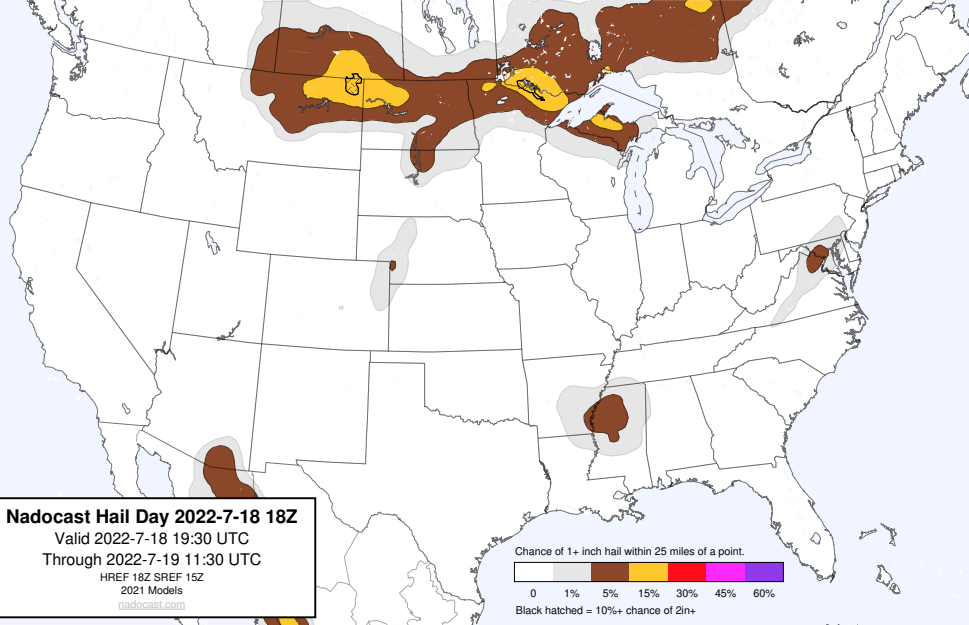 Nadocast Hail Day 2022-7-18 18Z
Valid 2022-7-18 19:30 UTC
Through 2022-7-19 11:30 UTC
HREF 18Z SREF 15Z
2021 Models
nadocast.com
Chance of 1+ inch hail within 25 miles of a point.
0 1% 5% 15% 30% 45% 60%
Black hatched = 10%+ chance of 2in+